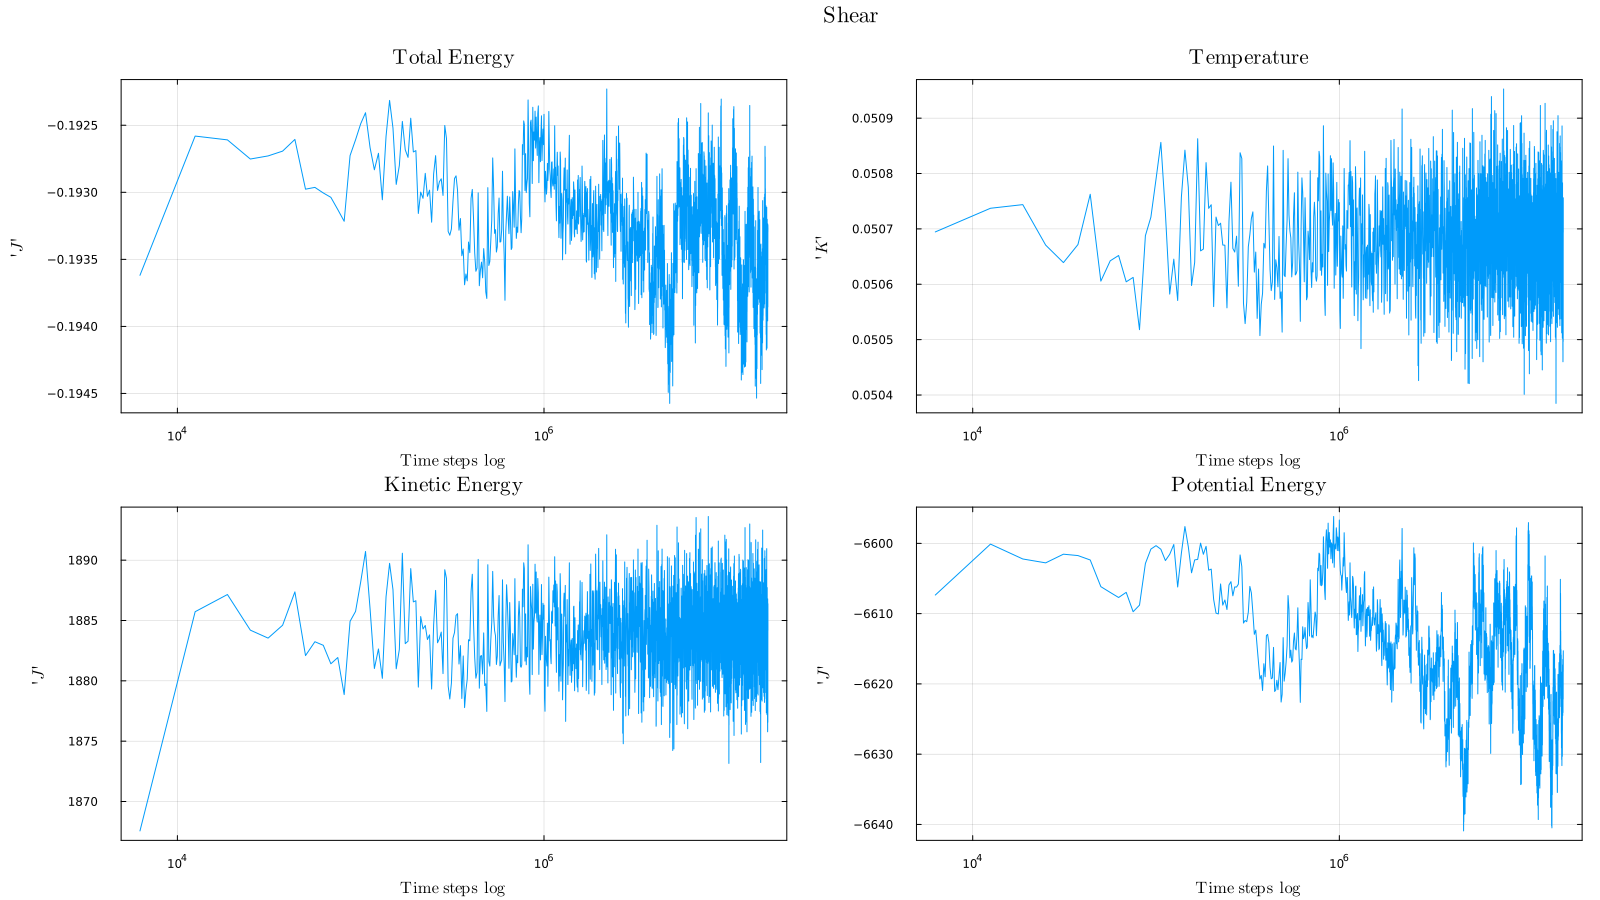 Shear
Total Energy
−0.1925
−0.1930
−0.1935
−0.1940
−0.1945
'J'
10^4
10^6
Time steps log
Temperature
0.0509
0.0508
0.0507
0.0506
0.0505
0.0504
'K'
10^4
10^6
Time steps log
Kinetic Energy
1890
1885
1880
1875
1870
'J'
10^4
10^6
Time steps log
Potential Energy
−6600
−6610
−6620
−6630
−6640
'J'
10^4
10^6
Time steps log